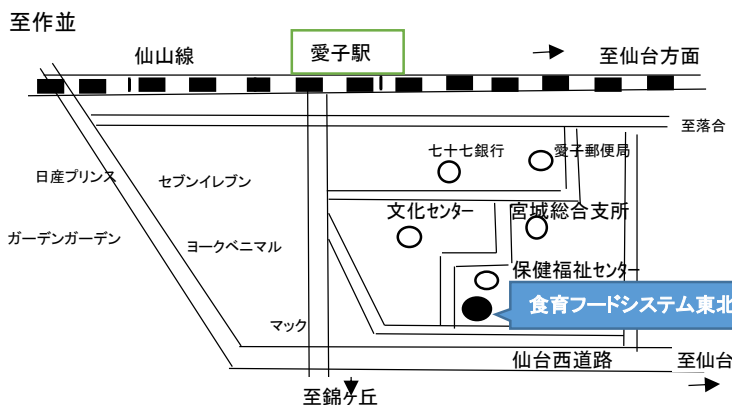 至作並
仙山線
愛子駅
至仙台方面
至落合
七十七銀行
愛子郵便局
日産プリンス
セブンイレブン
文化センター
宮城総合支所
ガーデンガーデン
ヨークベニマル
保健福祉センター
食育フードシステム東北
マック
仙台西道路
至仙台
至錦ケ丘